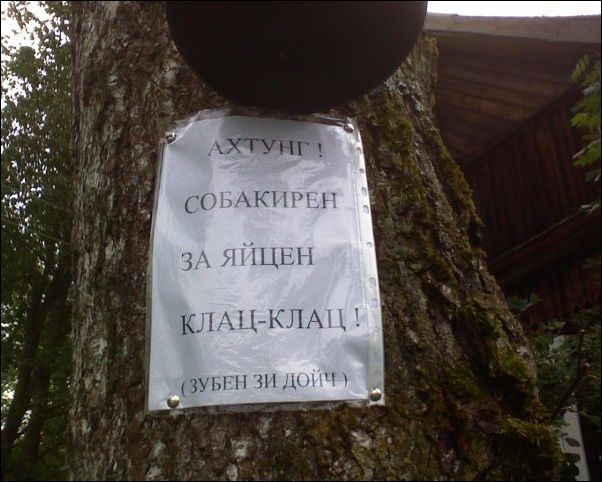 АХТУНГ !
СОБАКИРЕН
ЗА ЯЙЦЕН
КЛАЦ-КЛАЦ !
( ЗУБЕН ЗИ ДОЙЧ )